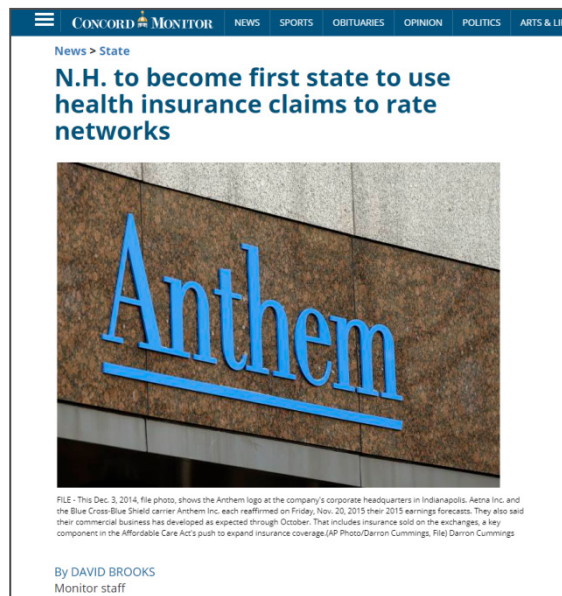 CONCORD MONITOR NEWS SPORTS OBITUARIES OPINION POLITICS ARTS & LI
News > State
N.H. to become first state to use
health insurance claims to rate
networks
Anthem
FILE - This Dec. 3, 2014, file photo, shows the Anthem logo at the company's corporate headquarters in Indianapolis. Aetna Inc. and
the Blue Cross-Blue Shield carrier Anthem Inc. each reaffirmed on Friday, Nov. 20, 2015 their 2015 earnings forecasts. They also said
their commercial business has developed as expected through October. That includes insurance sold on the exchanges, a key
component in the Affordable Care Act's push to expand insurance coverage.(AP Photo/Darron Cummings, File) Darron Cummings
By DAVID BROOKS
Monitor staff